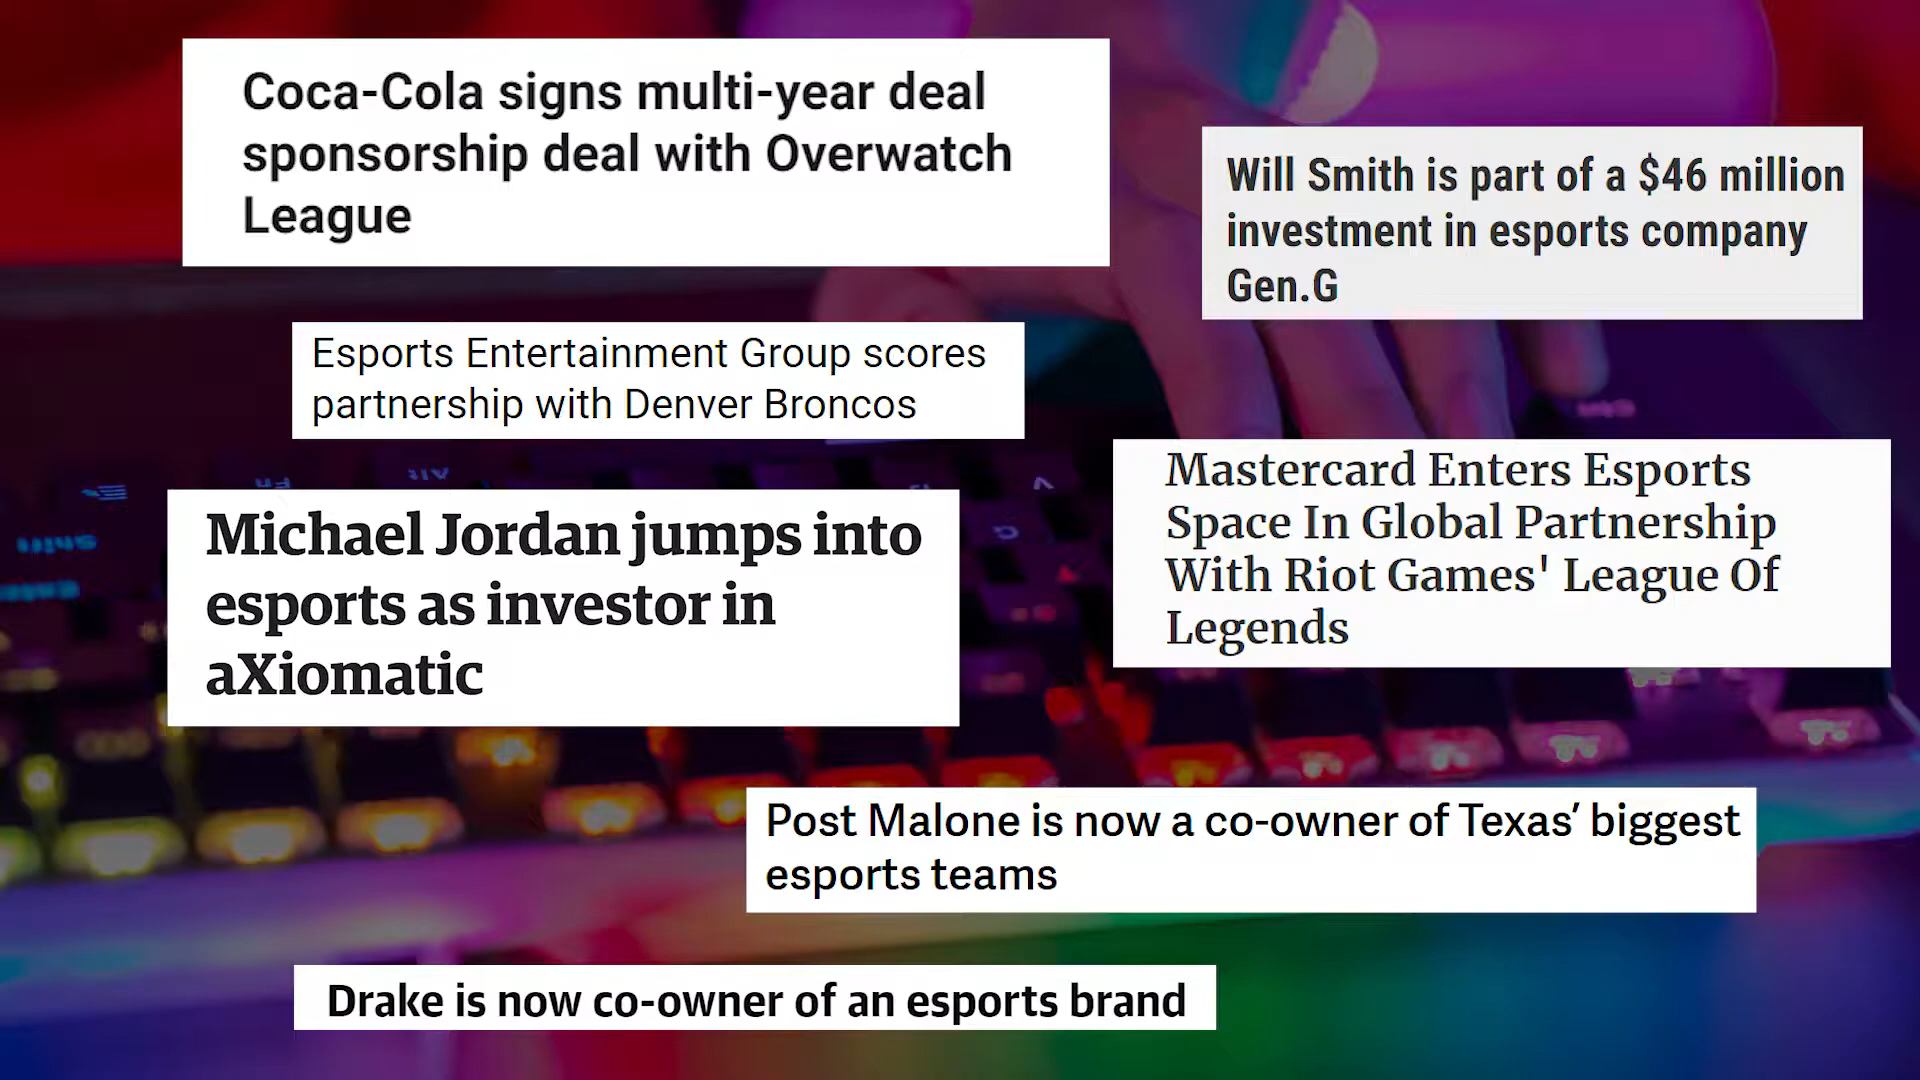 Coca-Cola signs multi-year deal
sponsorship deal with Overwatch
League
Will Smith is part of a $46 million
investment in esports company
Gen.G
Esports Entertainment Group scores
partnership with Denver Broncos
Mastercard Enters Esports
Space In Global Partnership
With Riot Games' League Of
Legends
Michael Jordan jumps into
esports as investor in
aXiomatic
Post Malone is now a co-owner of Texas’ biggest
esports teams
Drake is now co-owner of an esports brand